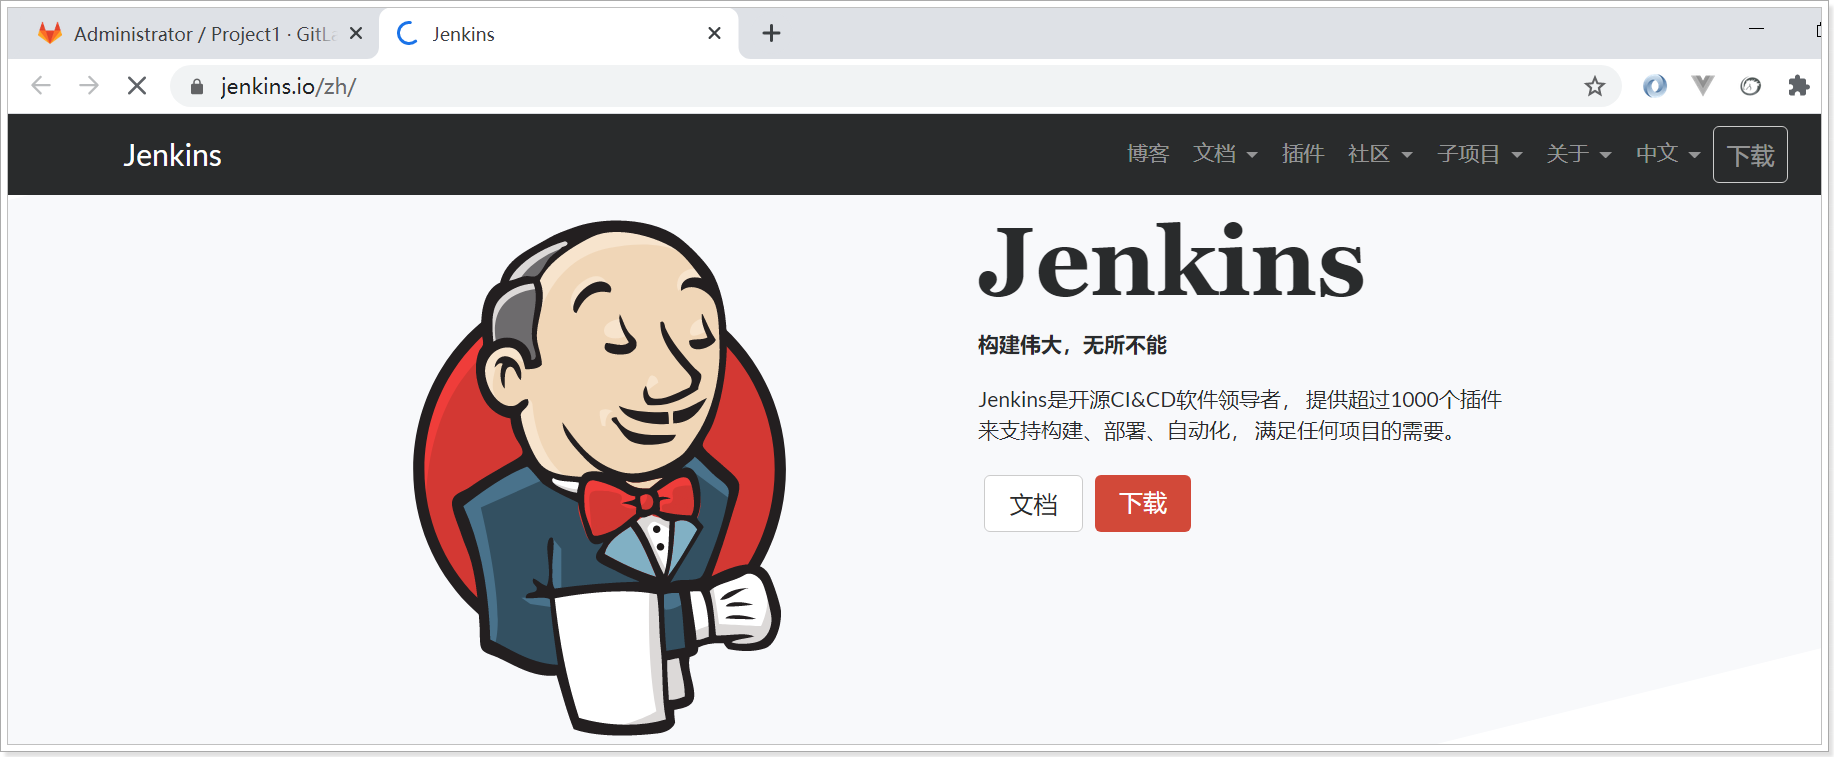 Administrator / Project1 · GitLa
Jenkins
jenkins.io/zh/
Jenkins
博客 文档 插件 社区 子项目 关于 中文 下载
Jenkins
构建伟大，无所不能
Jenkins是开源CI&CD软件领导者， 提供超过1000个插件
来支持构建、部署、自动化， 满足任何项目的需要。
文档 下载